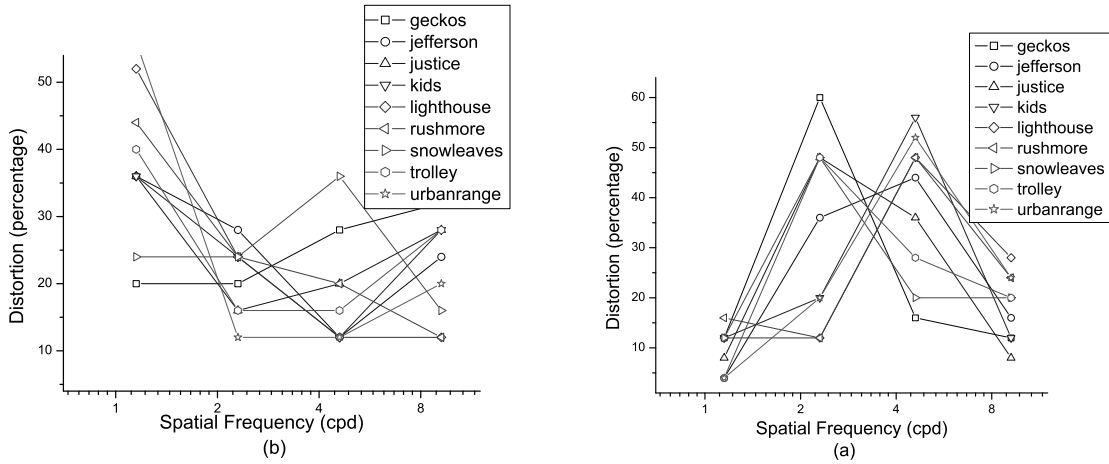 geckos
jefferson
justice
kids
lighthouse
rushmore
snowleaves
trolley
urbanrange
50
40
30
20
10
Distortion (percentage)
1 2 4 8
Spatial Frequency (cpd)
(b)
geckos
jefferson
justice
kids
lighthouse
rushmore
snowleaves
trolley
urbanrange
60
50
40
30
20
10
Distortion (percentage)
1 2 4 8
Spatial Frequency (cpd)
(a)